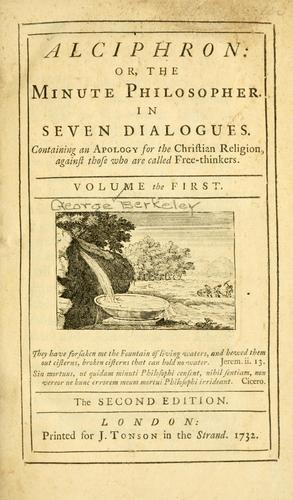 ALCIPHRON:
OR, THE
MINUTE PHILOSOPHER.
IN
SEVEN DIALOGUES.
Containing an APOLOGY for the Chriſtian Religion,
againſt thoſe who are called Free-thinkers.
VOLUME the FIRST.
George Berkeley
They have forſaken me the Fountain of living waters, and hewed them
out ciſterns, broken ciſterns that can hold no water. Jerem. ii. 13.
Sin mortuus, ut quidam minuti Philoſophi cenſent, nihil ſentiam, non
vereor ne hunc errorem meum mortui Philoſophi irrideant. Cicero.
The SECOND EDITION.
LONDON:
Printed for J. TONSON in the Strand. 1732.